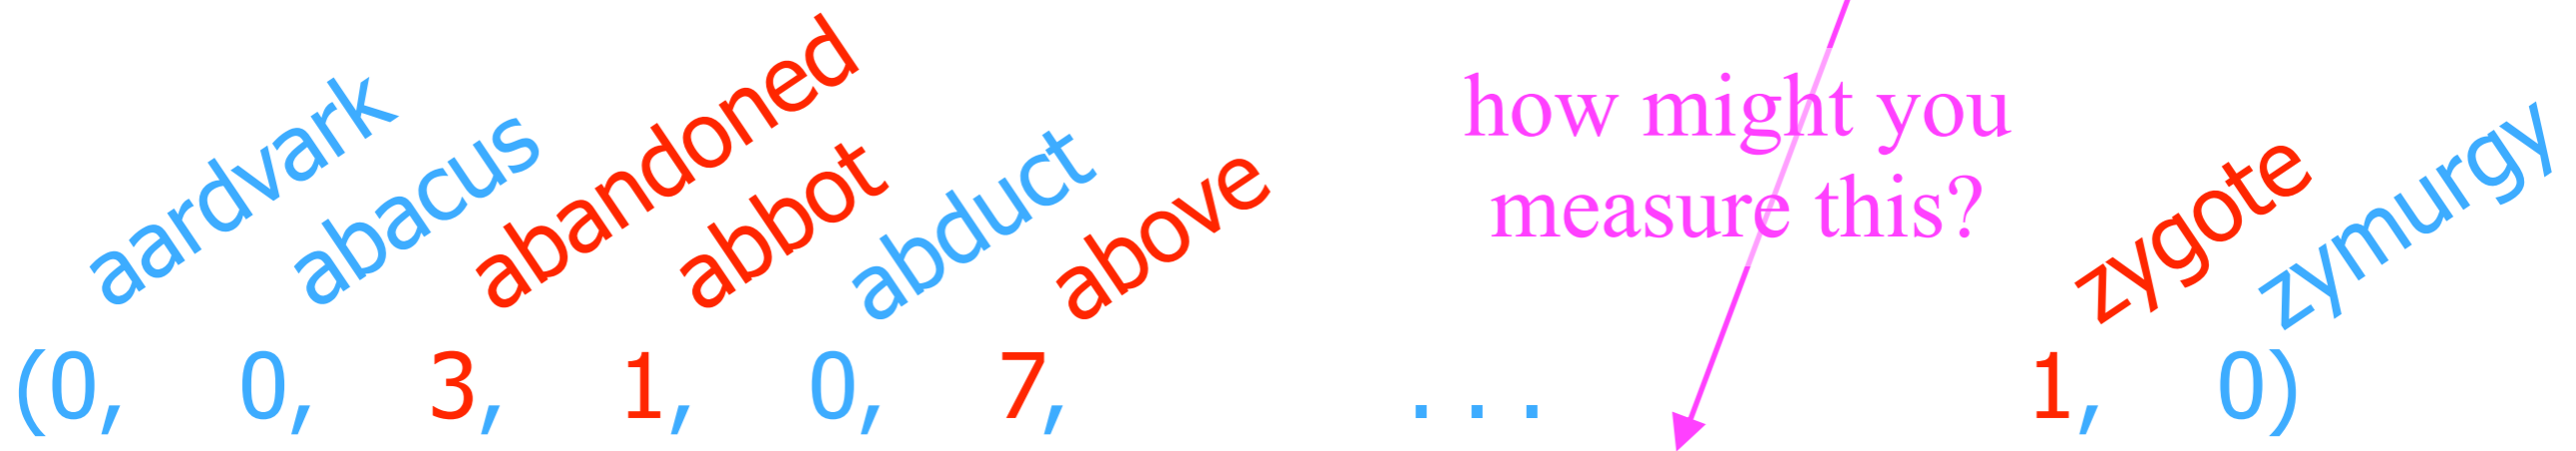 aardvark
abacus
abandoned
abbot
abduct
above
how might you
measure this?
zygote
zymurgy
(0, 0, 3, 1, 0, 7, . . . 1, 0)